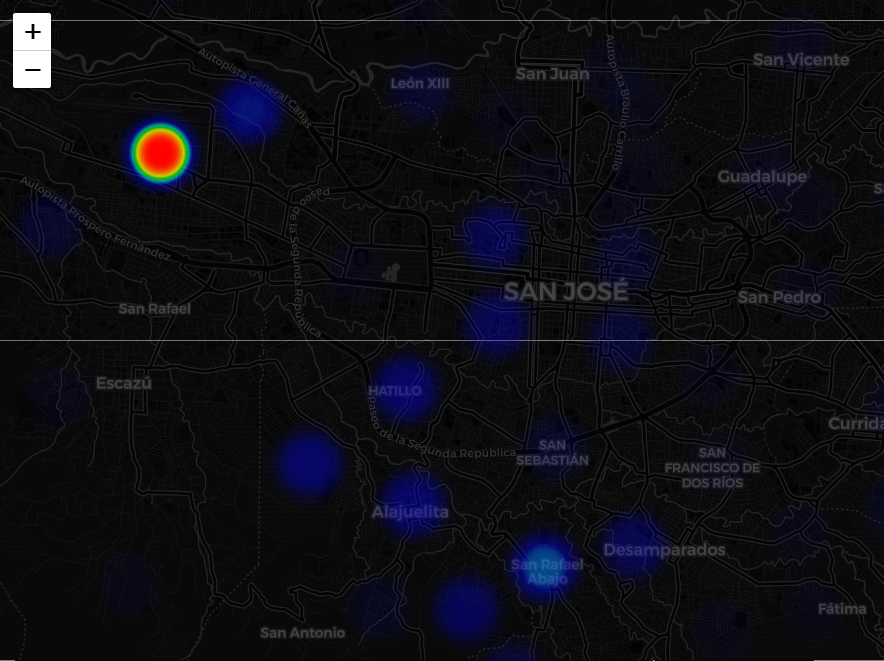 +
−
Autopista General Cañas
León XIII
San Juan
Autopista Braulio Carrillo
San Vicente
Guadalupe
S
Autopista Próspero Fernández
Paseo de la Segunda República
San Rafael
SAN JOSÉ
San Pedro
Escazú
HATILLO
Paseo de la Segunda República
SAN
SEBASTIÁN
SAN
FRANCISCO DE
DOS RÍOS
Currida
Alajuelita
San Rafael
Abajo
Desamparados
San Antonio
Fátima